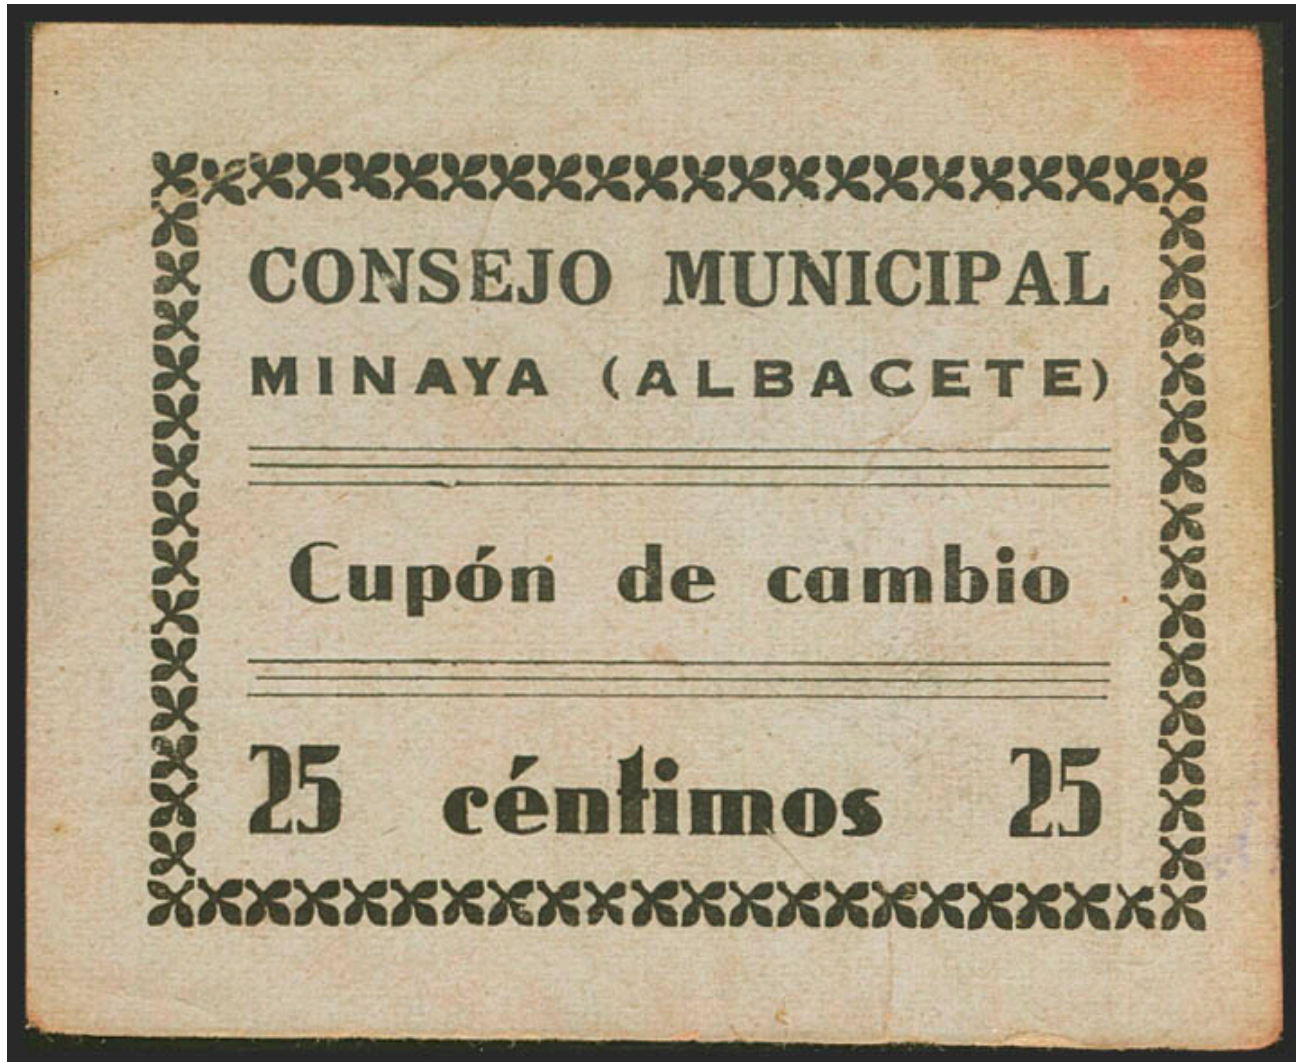 CONSEJO MUNICIPAL
MINAYA (ALBACETE)
Cupón de cambio
25 céntimos 25